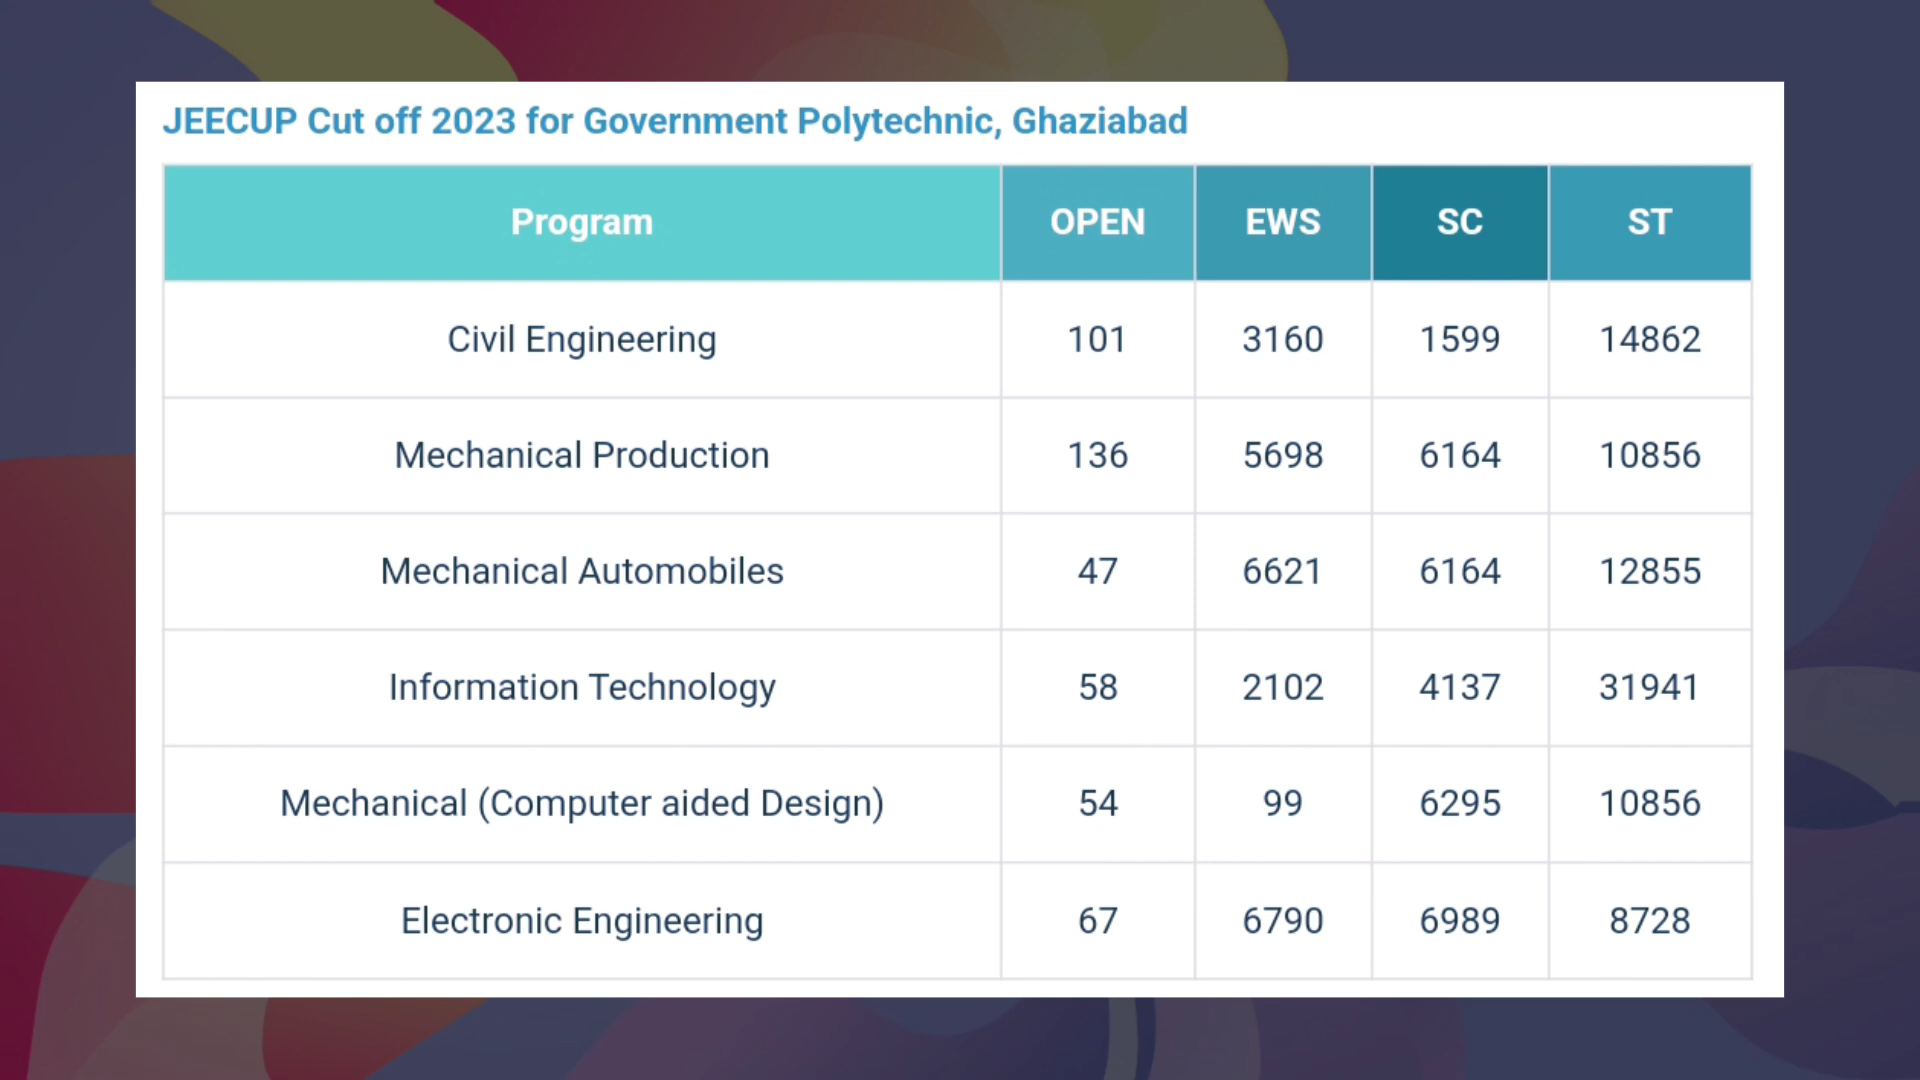 JEECUP Cut off 2023 for Government Polytechnic, Ghaziabad
Program OPEN EWS SC ST
Civil Engineering 101 3160 1599 14862
Mechanical Production 136 5698 6164 10856
Mechanical Automobiles 47 6621 6164 12855
Information Technology 58 2102 4137 31941
Mechanical (Computer aided Design) 54 99 6295 10856
Electronic Engineering 67 6790 6989 8728